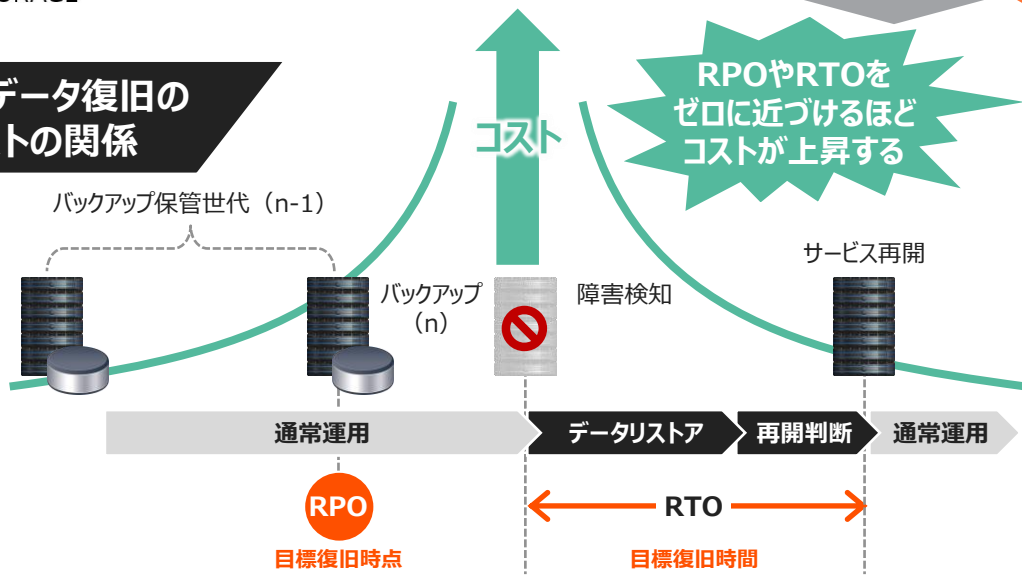 データ復旧の
トの関係
コスト
RPOやRTOを
ゼロに近づけるほど
コストが上昇する
バックアップ保管世代（n-1）
サービス再開
バックアップ
（n）
障害検知
通常運用
データリストア
再開判断
通常運用
RPO
RTO
目標復旧時点
目標復旧時間